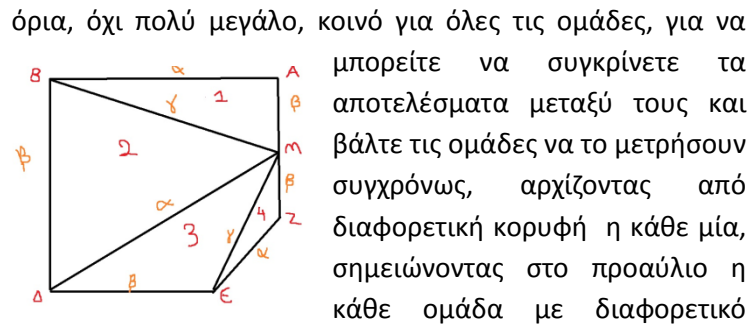 όρια, όχι πολύ μεγάλο, κοινό για όλες τις ομάδες, για να
μπορείτε να συγκρίνετε τα
αποτελέσματα μεταξύ τους και
βάλτε τις ομάδες να το μετρήσουν
συγχρόνως, αρχίζοντας από
διαφορετική κορυφή η κάθε μία,
σημειώνοντας στο προαύλιο η
κάθε ομάδα με διαφορετικό
α
Β
Α
γ
1
β
β
2
Μ
α
β
3
γ
4
Ζ
α
β
Δ
Ε